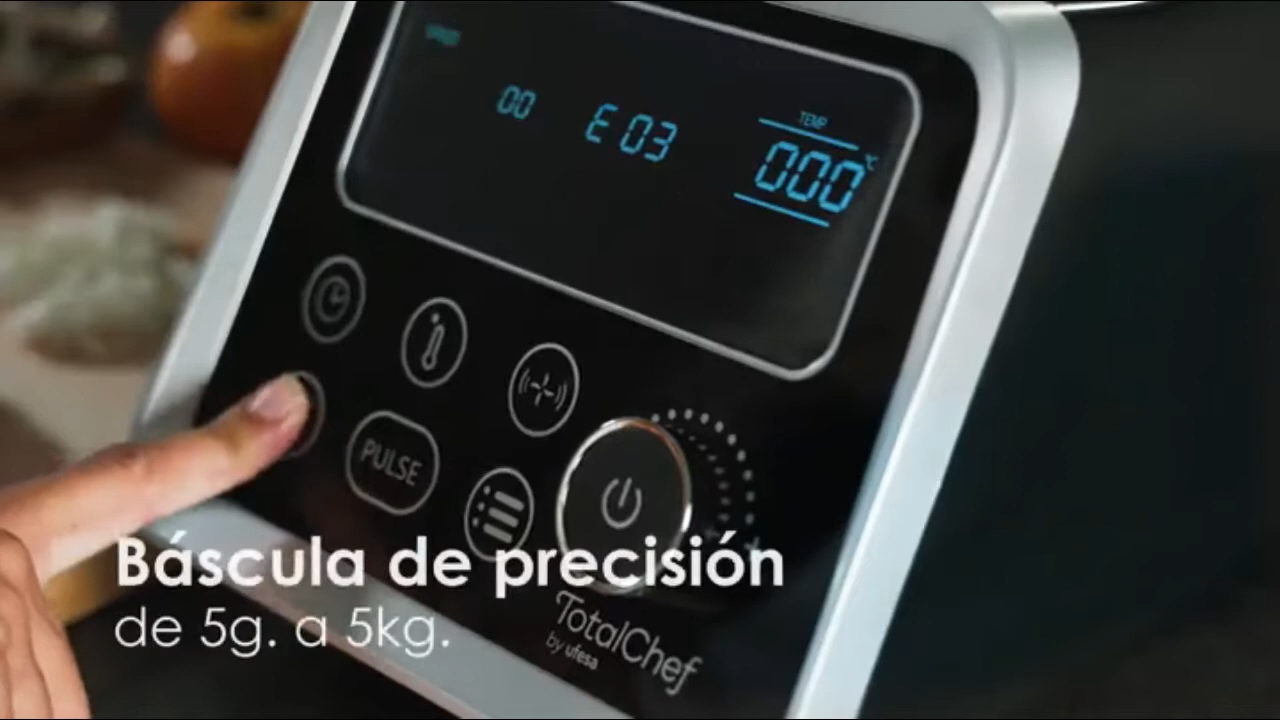 00 E 03
TEMP
000
°C
PULSE
Báscula de precisión
de 5g. a 5kg.
TotalChef
by ufesa